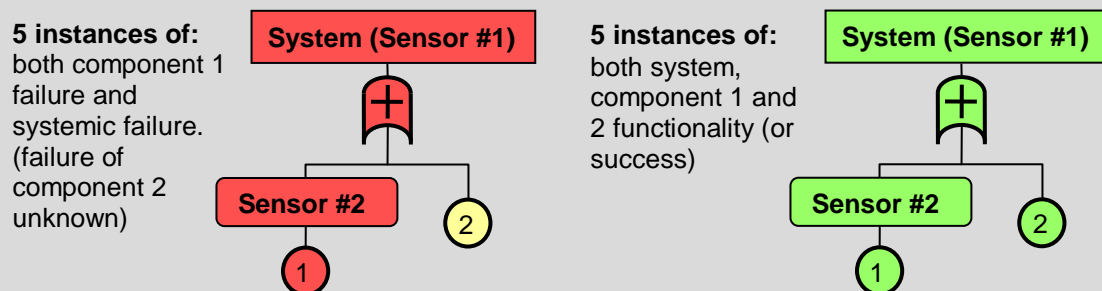 5 instances of:
both component 1
failure and
systemic failure.
(failure of
component 2
unknown)
System (Sensor #1)
+
Sensor #2
2
1
5 instances of:
both system,
component 1 and
2 functionality (or
success)
System (Sensor #1)
+
Sensor #2
2
1